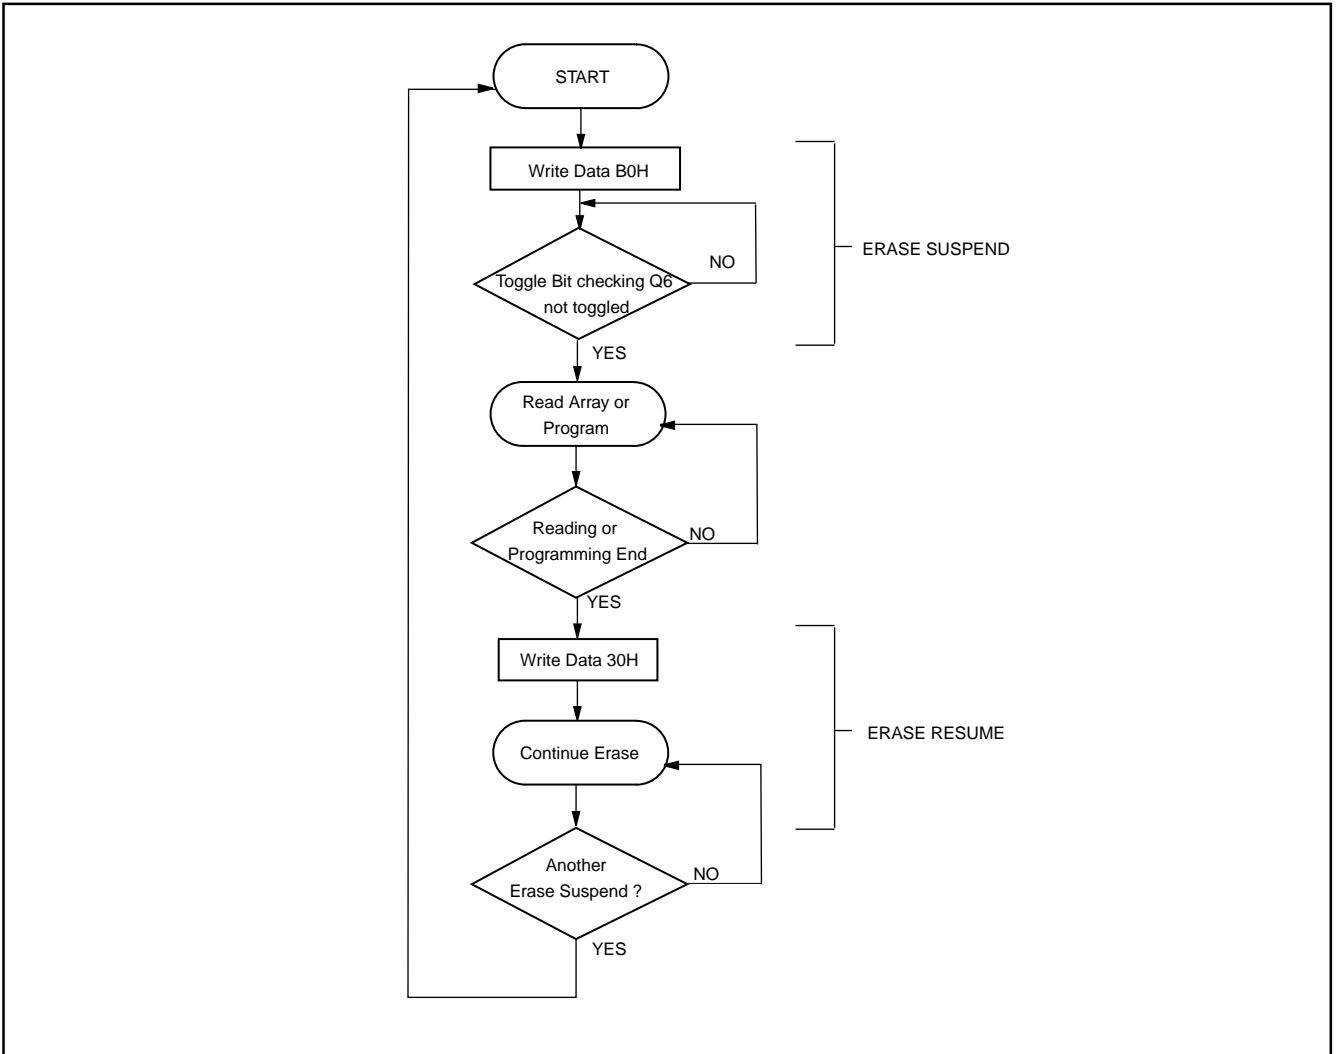 START
Write Data B0H
ERASE SUSPEND
NO
Toggle Bit checking Q6
not toggled
YES
Read Array or
Program
Reading or
NO
Programming End
YES
Write Data 30H
ERASE RESUME
Continue Erase
Another
NO
Erase Suspend ?
YES